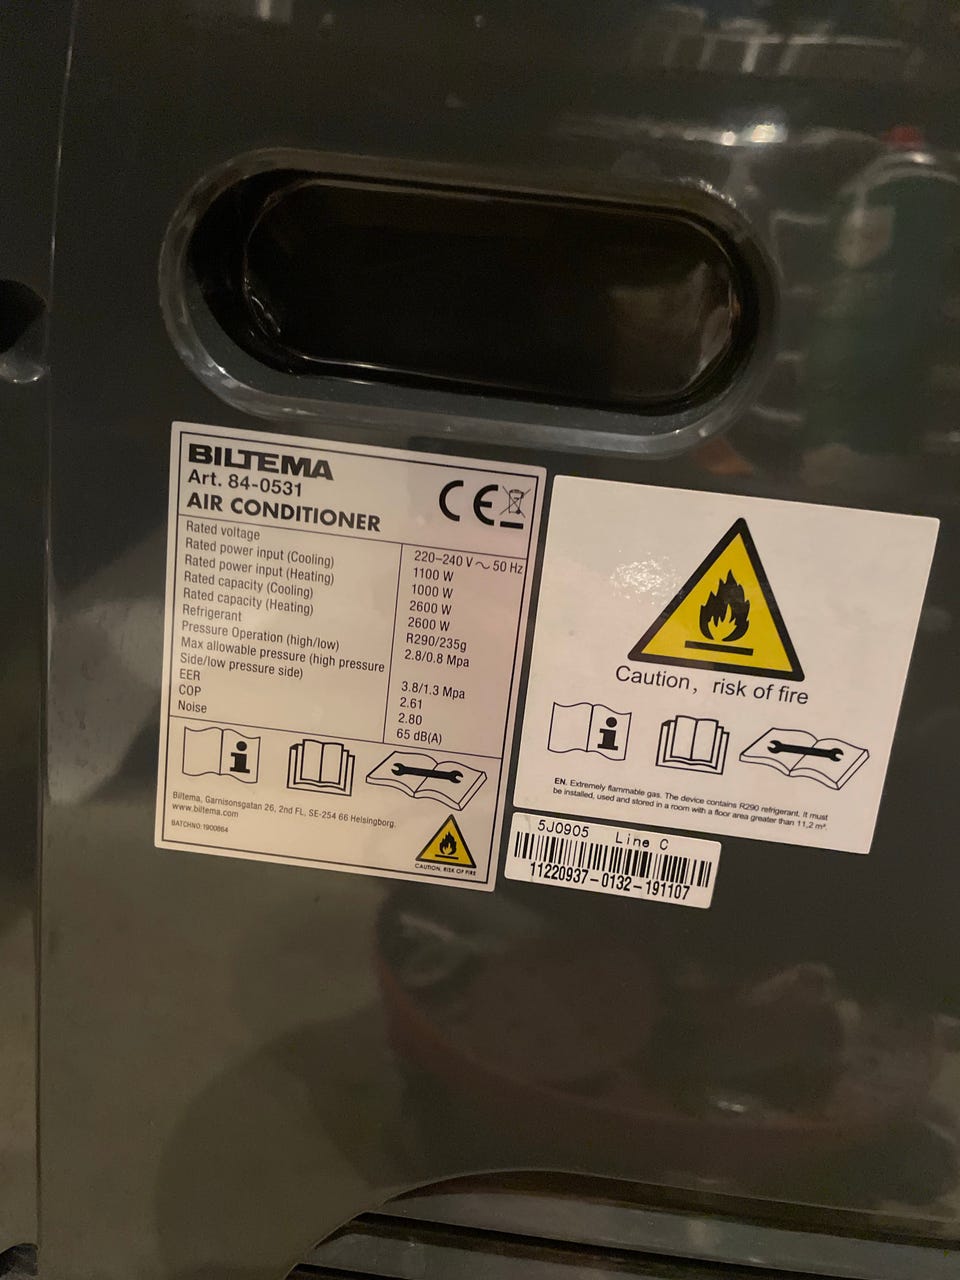 BILTEMA
Art. 84-0531
AIR CONDITIONER
CE
Rated voltage 220–240 V ~ 50 Hz
Rated power input (Cooling) 1100 W
Rated power input (Heating) 1000 W
Rated capacity (Cooling) 2600 W
Rated capacity (Heating) 2600 W
Refrigerant R290/235g
Pressure Operation (high/low) 2.8/0.8 Mpa
Max allowable pressure (high pressure
Side/low pressure side) 3.8/1.3 Mpa
EER 2.61
COP 2.80
Noise 65 dB(A)
Biltema, Garnisonsgatan 26, 2nd FL, SE-254 66 Helsingborg.
www.biltema.com
BATCHNO: 1900864
CAUTION, RISK OF FIRE
Caution, risk of fire
EN. Extremely flammable gas. The device contains R290 refrigerant. It must
be installed, used and stored in a room with a floor area greater than 11,2 m².
5J0905 Line C
11220937-0132-191107